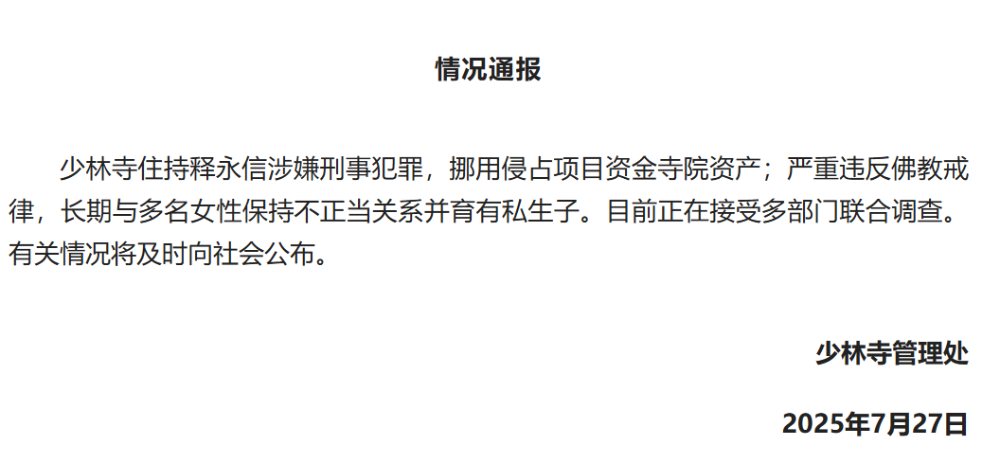 情况通报
少林寺住持释永信涉嫌刑事犯罪，挪用侵占项目资金寺院资产；严重违反佛教戒
律，长期与多名女性保持不正当关系并育有私生子。目前正在接受多部门联合调查。
有关情况将及时向社会公布。
少林寺管理处
2025年7月27日